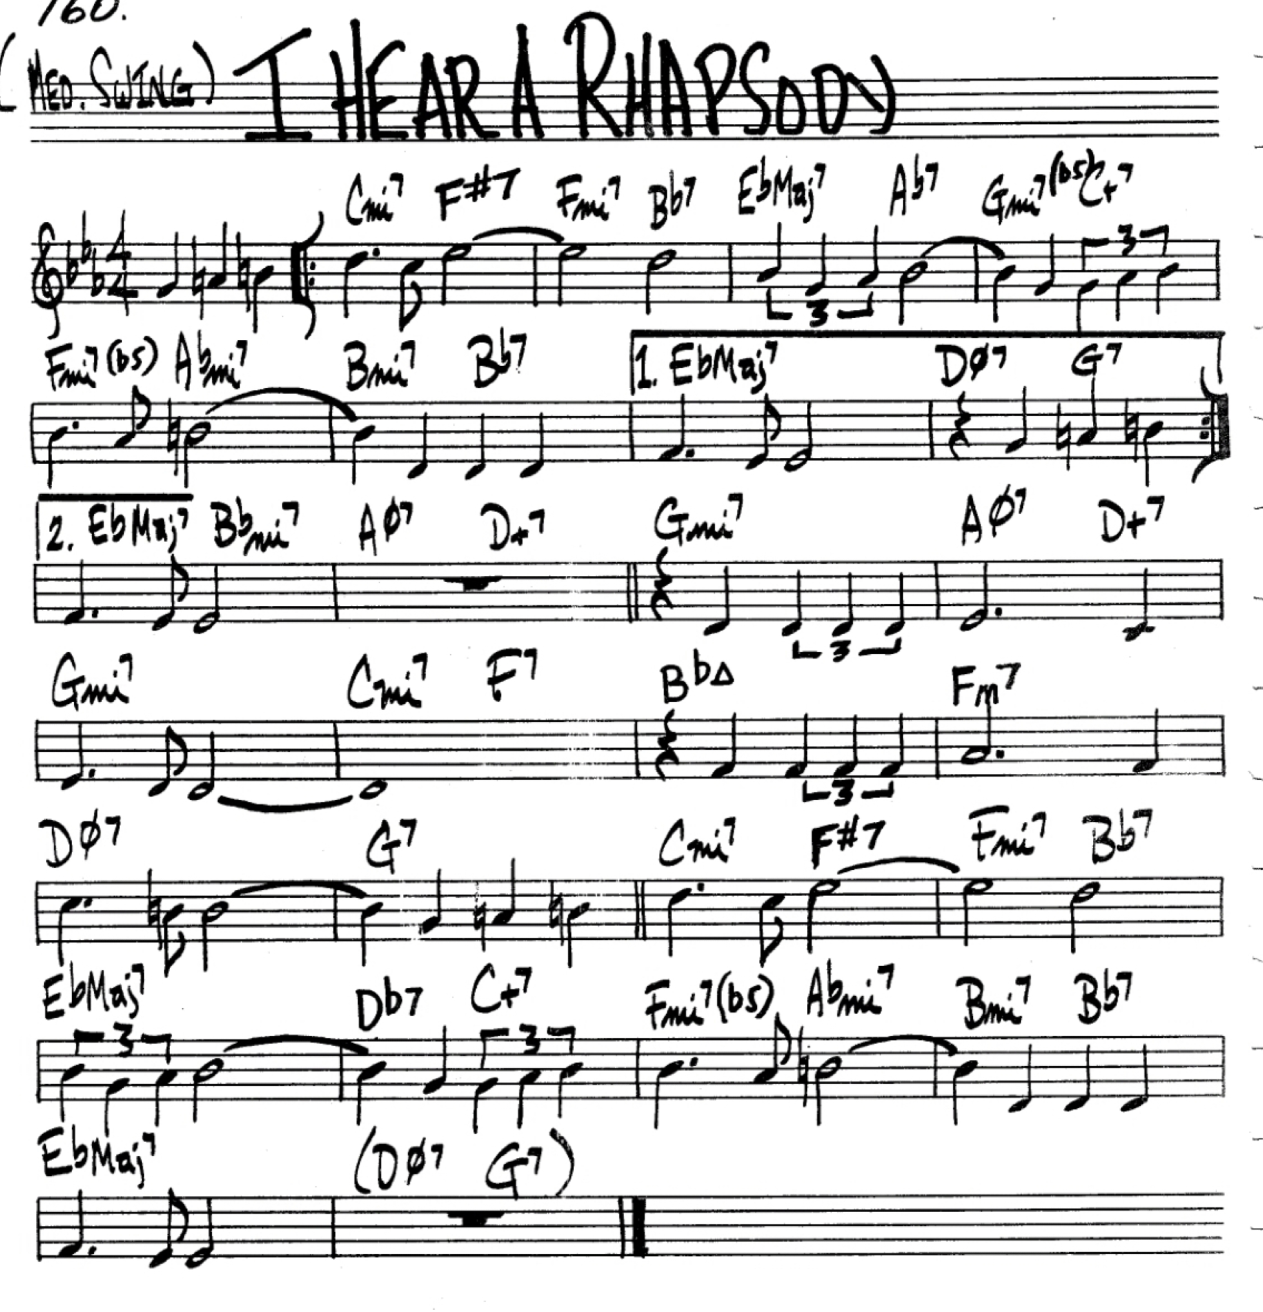 160.
(MED. SWING) I HEAR A RHAPSODY
Cmi7 F#7 Fmi7 Bb7 EbMaj7 Ab7 Gmi7(b5) C+7
4/4 3 3
Fmi7(b5) Abmi7 Bmi7 Bb7 1. EbMaj7 DØ7 G7
2. EbMaj7 Bbmi7 AØ7 D+7 Gmi7 AØ7 D+7
3
Gmi7 Cmi7 F7 BbΔ Fm7
3
DØ7 G7 Cmi7 F#7 Fmi7 Bb7
EbMaj7 Db7 C+7 Fmi7(b5) Abmi7 Bmi7 Bb7
3 3
EbMaj7 (DØ7 G7)